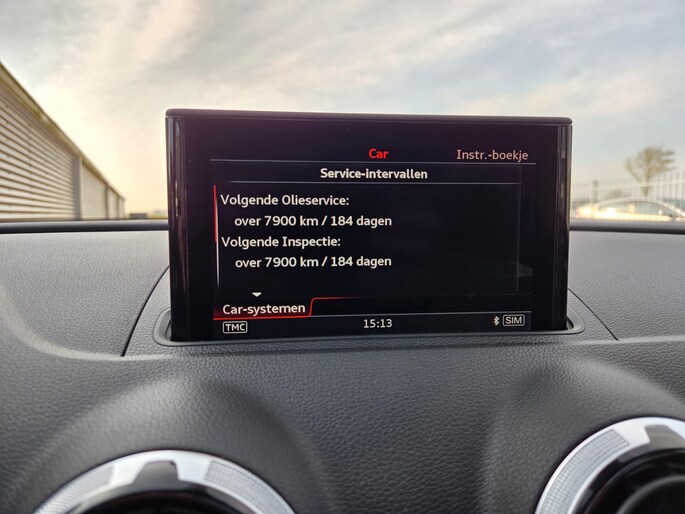 Car Instr.-boekje
Service-intervallen
Volgende Olieservice:
over 7900 km / 184 dagen
Volgende Inspectie:
over 7900 km / 184 dagen
Car-systemen
TMC 15:13 SIM